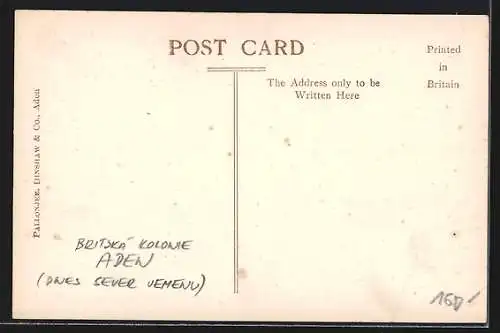 POST CARD
Printed
in
Britain
The Address only to be
Written Here
PALLONJEE, DINSHAW & Co., Aden
BRITSKÁ KOLONIE
ADEN
(DNES SEVER JEMENU)